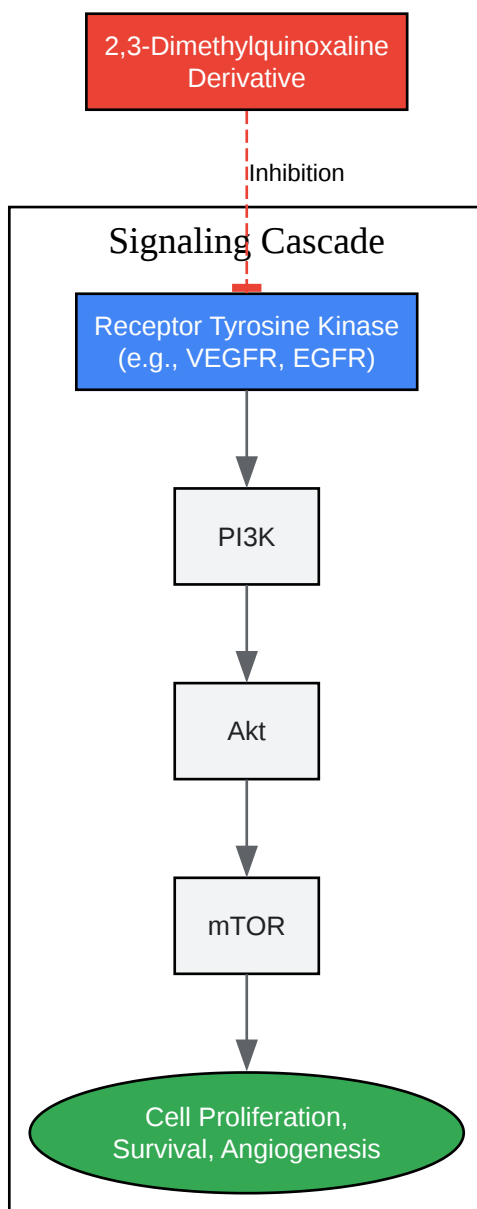 2,3-Dimethylquinoxaline
Derivative
Inhibition
Signaling Cascade
Receptor Tyrosine Kinase
(e.g., VEGFR, EGFR)
PI3K
Akt
mTOR
Cell Proliferation,
Survival, Angiogenesis